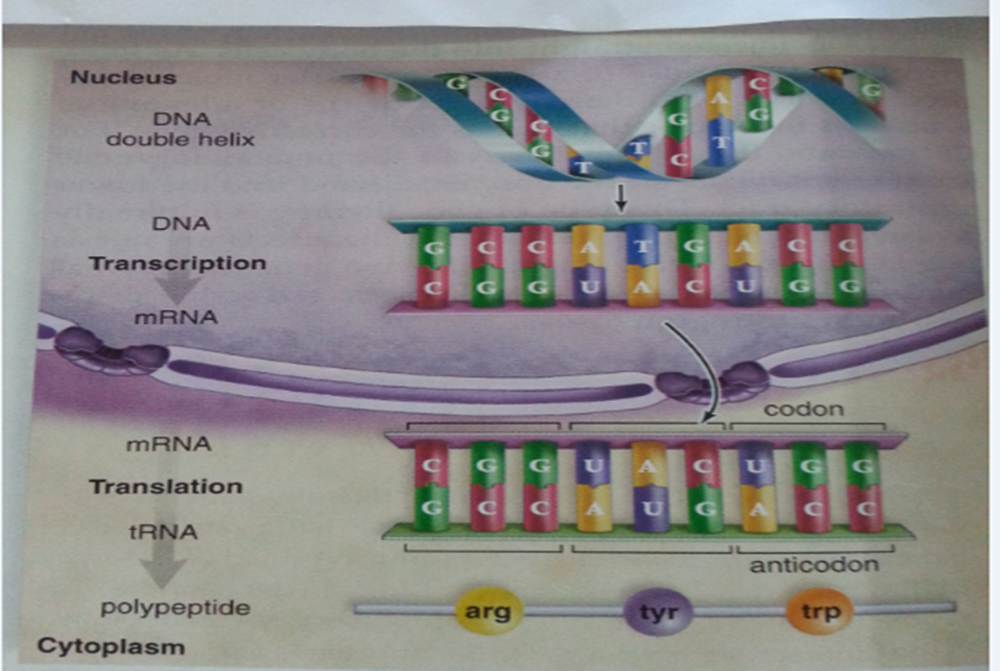 Nucleus
DNA
double helix
G C G C G T T G C A T C G G
DNA
G C C A T G A C C
Transcription
C G G U A C U G G
mRNA
codon
mRNA
C G G U A C U G G
Translation
G C C A U G A C C
tRNA
anticodon
polypeptide
arg tyr trp
Cytoplasm